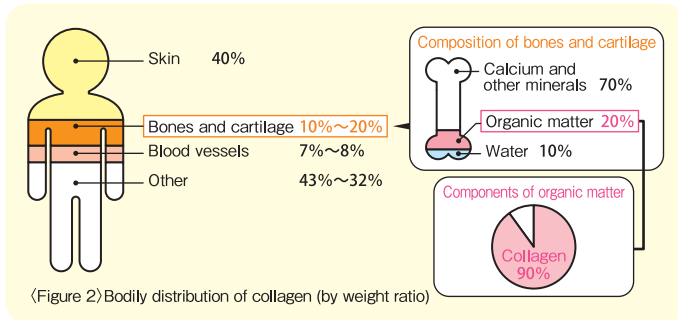 Skin 40%
Bones and cartilage 10%～20%
Blood vessels 7%～8%
Other 43%～32%
Composition of bones and cartilage
Calcium and
other minerals 70%
Organic matter 20%
Water 10%
Components of organic matter
Collagen
90%
〈Figure 2〉Bodily distribution of collagen (by weight ratio)